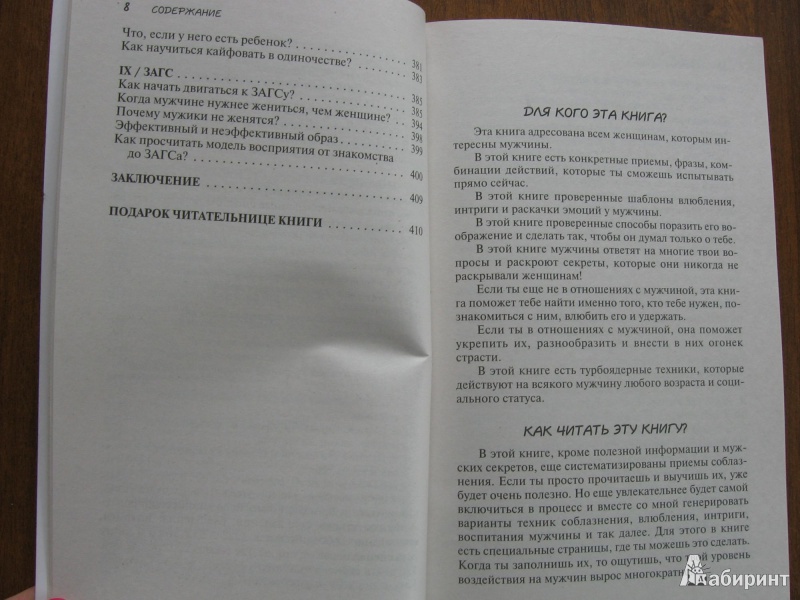 8 СОДЕРЖАНИЕ
Что, если у него есть ребенок? . . . . . . . . . . . . . . . . . . 381
Как научиться кайфовать в одиночестве? . . . . . . . . . . 383
IX / ЗАГС . . . . . . . . . . . . . . . . . . . . . . . . . . . . . . 385
Как начать двигаться к ЗАГСу? . . . . . . . . . . . . . . . . . 385
Когда мужчине нужнее жениться, чем женщине? . . . . 394
Почему мужики не женятся? . . . . . . . . . . . . . . . . . . . 398
Эффективный и неэффективный образ . . . . . . . . . . . . 399
Как просчитать модель восприятия от знакомства
до ЗАГСа? . . . . . . . . . . . . . . . . . . . . . . . . . . . . . . 400
ЗАКЛЮЧЕНИЕ . . . . . . . . . . . . . . . . . . . . . . . . . . . 409
ПОДАРОК ЧИТАТЕЛЬНИЦЕ КНИГИ . . . . . . . . . . . 410
ДЛЯ КОГО ЭТА КНИГА?
Эта книга адресована всем женщинам, которым ин-
тересны мужчины.
В этой книге есть конкретные приемы, фразы, ком-
бинации действий, которые ты сможешь испытывать
прямо сейчас.
В этой книге проверенные шаблоны влюбления,
интриги и раскачки эмоций у мужчины.
В этой книге проверенные способы поразить его во-
ображение и сделать так, чтобы он думал только о тебе.
В этой книге мужчины ответят на многие твои во-
просы и раскроют секреты, которые они никогда не
раскрывали женщинам!
Если ты еще не в отношениях с мужчиной, эта кни-
га поможет тебе найти именно того, кто тебе нужен, по-
знакомиться с ним, влюбить его и удержать.
Если ты в отношениях с мужчиной, она поможет
укрепить их, разнообразить и внести в них огонек
страсти.
В этой книге есть турбоядерные техники, которые
действуют на всякого мужчину любого возраста и соци-
ального статуса.
КАК ЧИТАТЬ ЭТУ КНИГУ?
В этой книге, кроме полезной информации и муж-
ских секретов, еще систематизированы приемы соблаз-
нения. Если ты просто прочитаешь и выучишь их, уже
будет очень полезно. Но еще увлекательнее будет самой
включиться в процесс и вместе со мной генерировать
варианты техник соблазнения, влюбления, интриги,
воспитания мужчины и так далее. Для этого в книге
есть специальные страницы, где ты можешь это сделать.
Когда ты заполнишь их, то ощутишь, что твой уровень
воздействия на мужчин вырос многократно.
Лабиринт